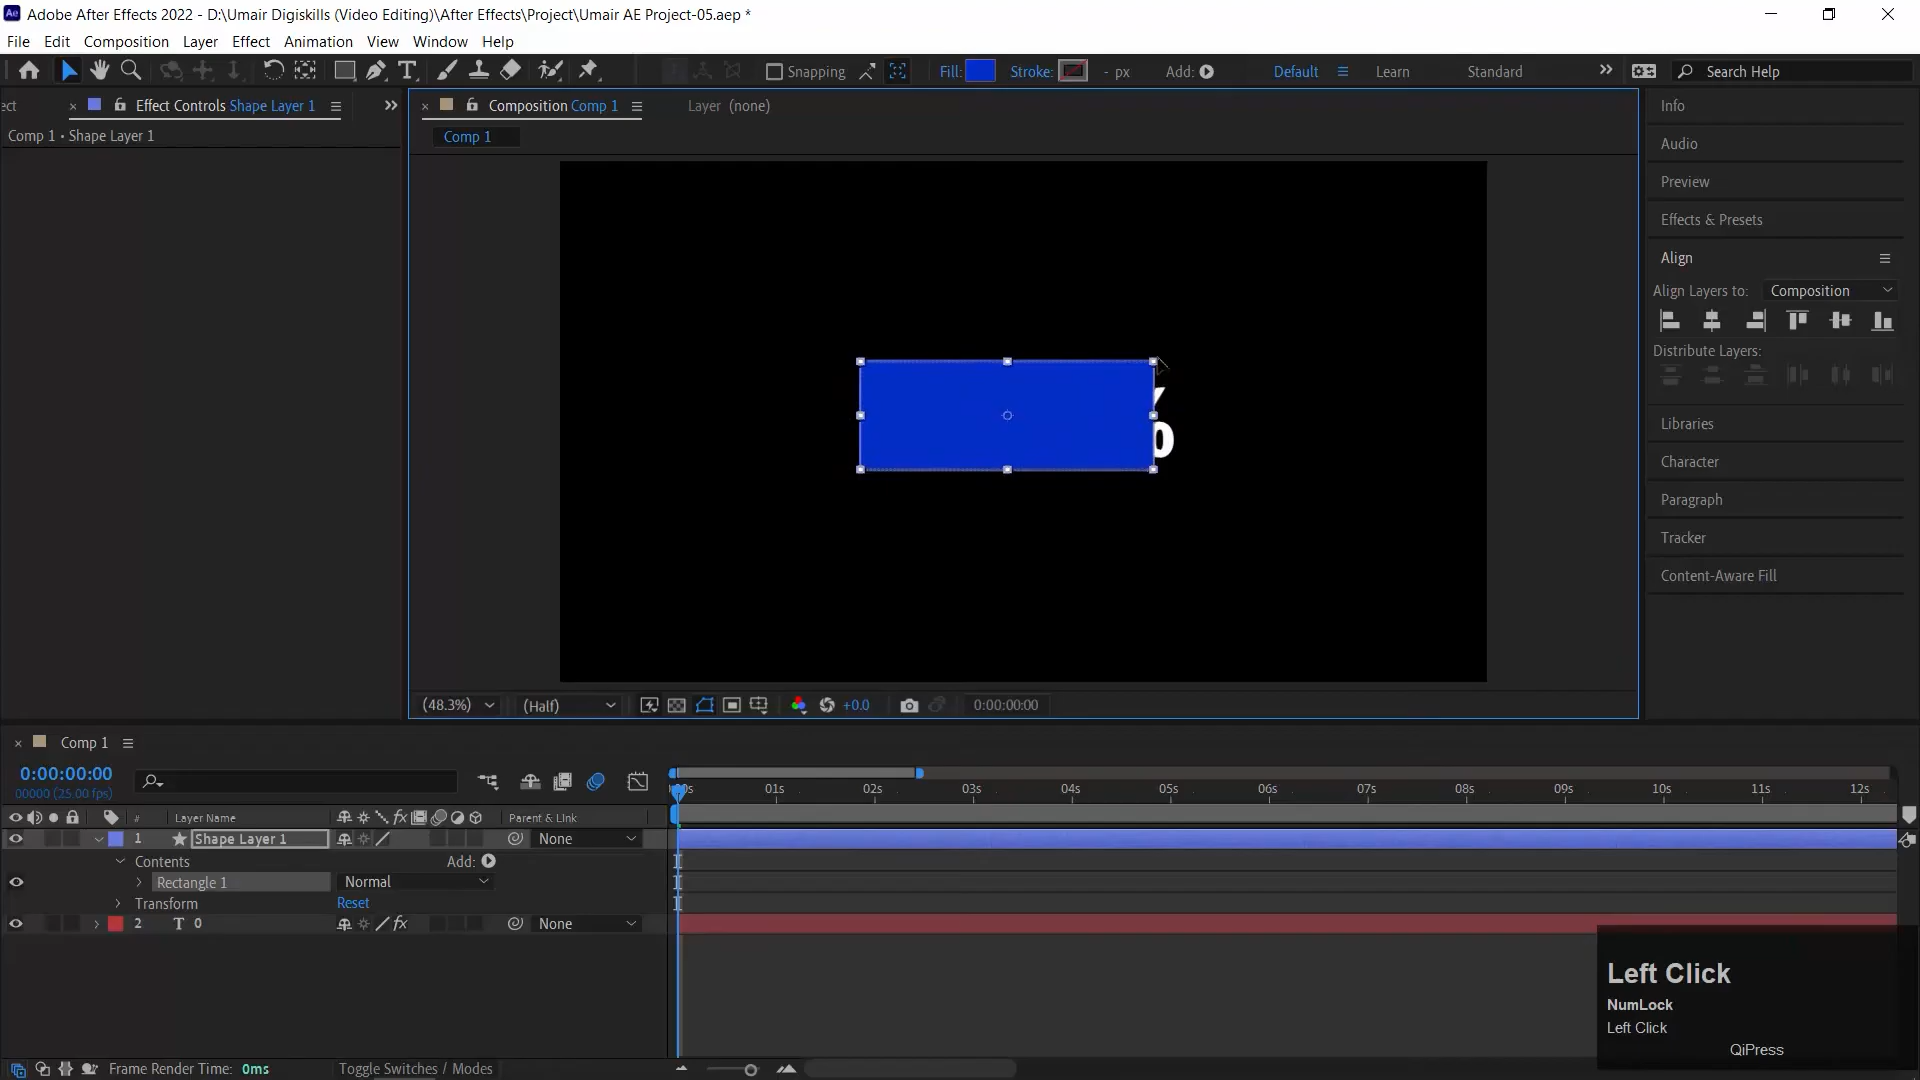 Adobe After Effects 2022 - D:\Umair Digiskills (Video Editing)\After Effects\Project\Umair AE Project-05.aep *
File Edit Composition Layer Effect Animation View Window Help
Snapping Fill: Stroke: - px Add: Default Learn Standard Search Help
ect Effect Controls Shape Layer 1 Composition Comp 1 Layer (none) Info
Comp 1 • Shape Layer 1 Comp 1
Audio
Preview
Effects & Presets
Align
Align Layers to: Composition
Distribute Layers:
Libraries
Character
Paragraph
Tracker
Content-Aware Fill
(48.3%) (Half) +0.0 0:00:00:00
Comp 1
0:00:00:00
00000 (25.00 fps)
01s 02s 03s 04s 05s 06s 07s 08s 09s 10s 11s 12s
# Layer Name Parent & Link
1 Shape Layer 1 None
Contents Add:
Rectangle 1 Normal
Transform Reset
2 T 0 fx None
Left Click
NumLock
Left Click
QiPress
Frame Render Time: 0ms Toggle Switches / Modes